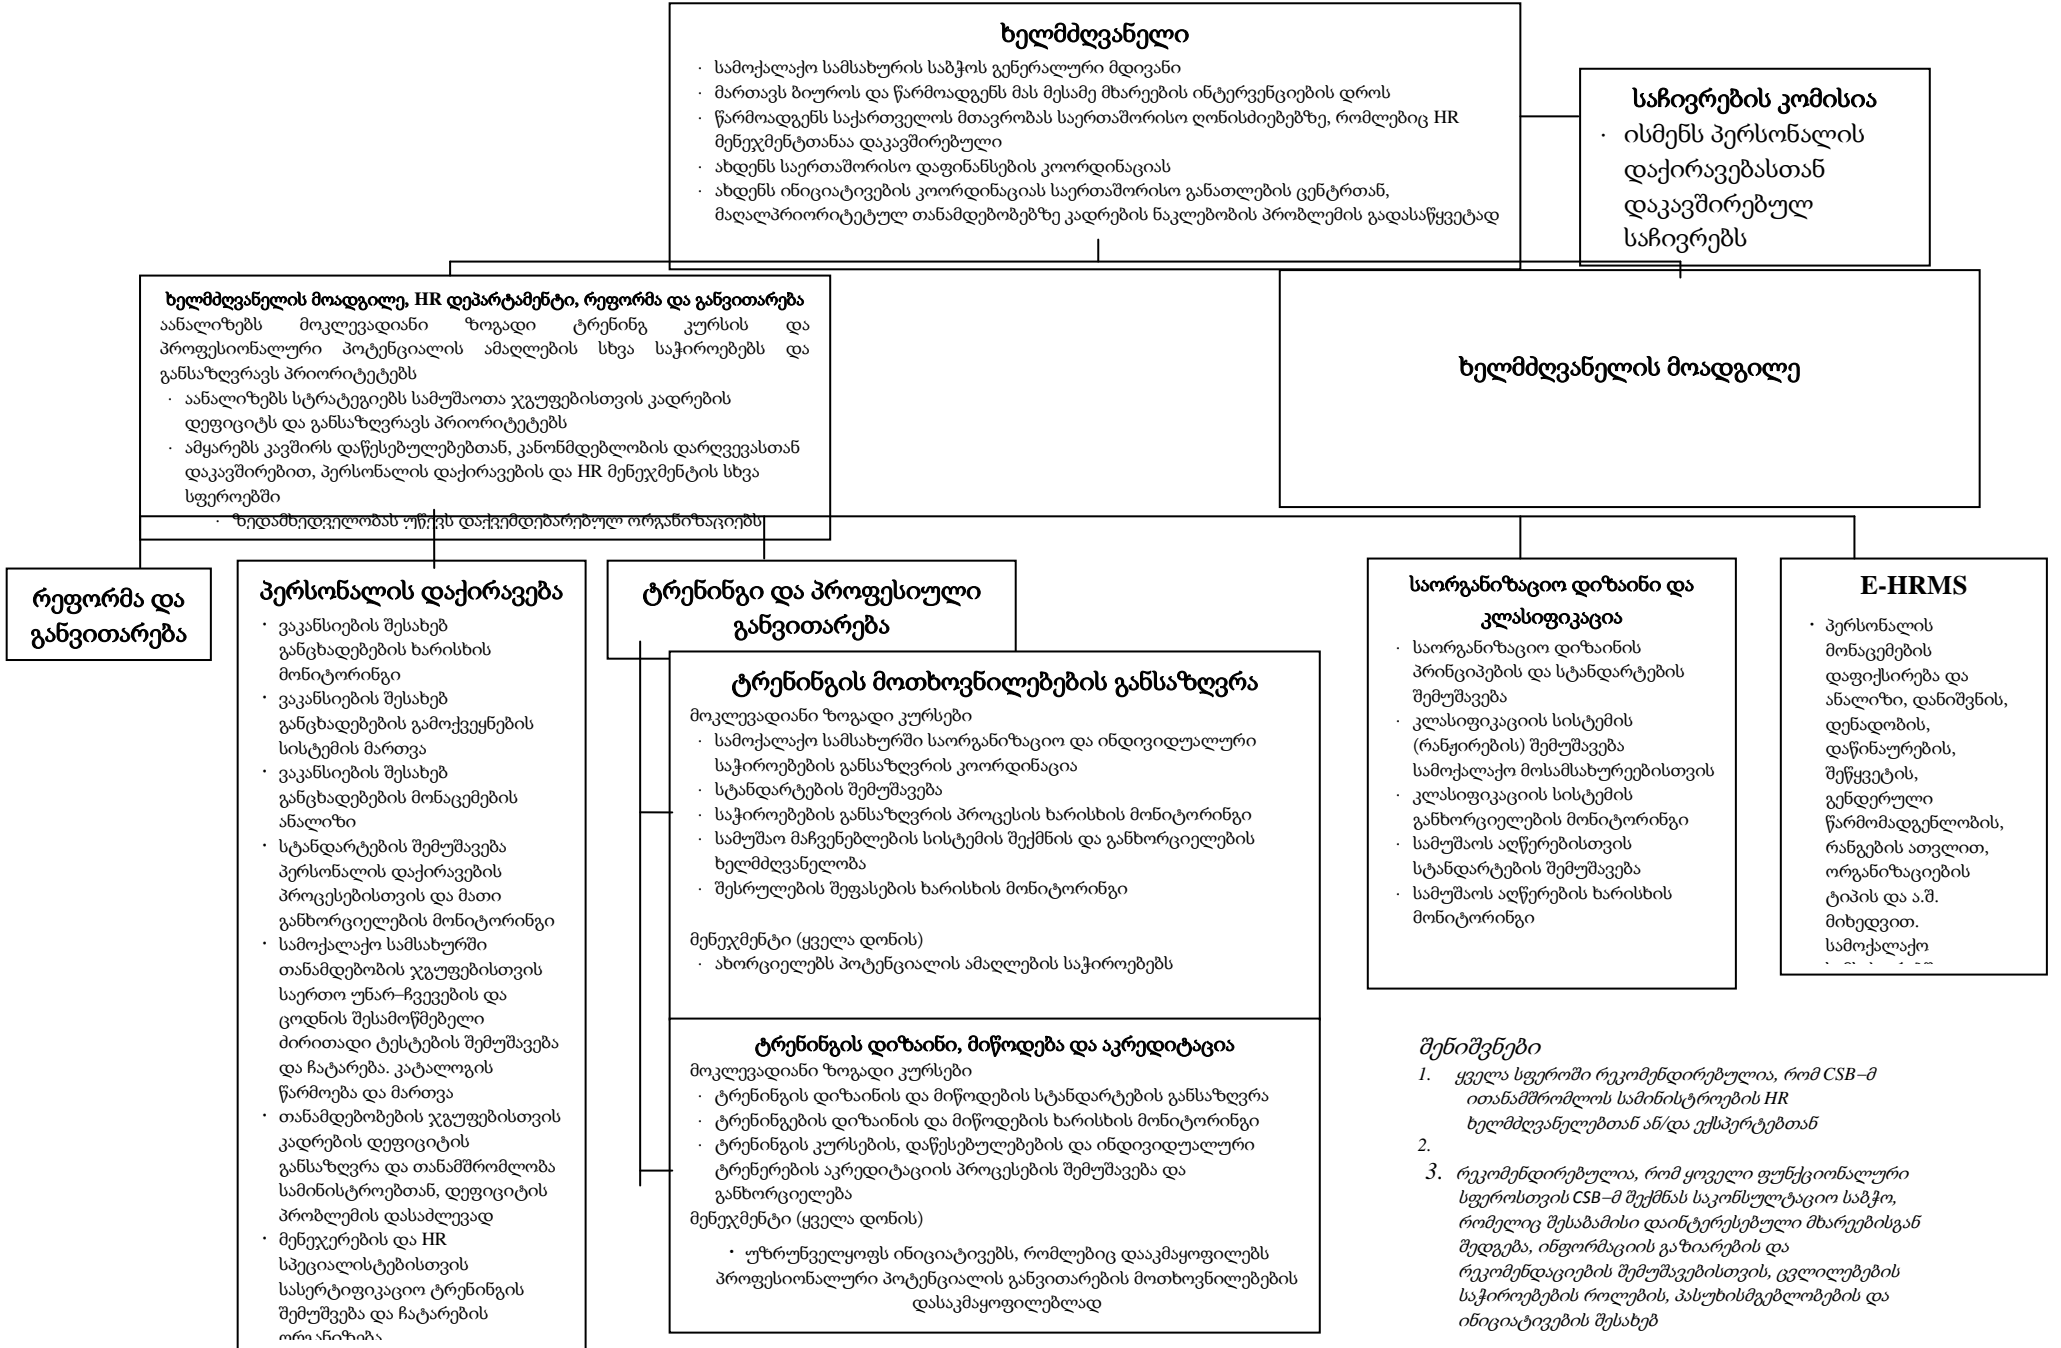 ხელმძღვანელი
· სამოქალაქო სამსახურის საბჭოს გენერალური მდივანი
· მართავს ბიუროს და წარმოადგენს მას მესამე მხარეების ინტერვენციების დროს
· წარმოადგენს საქართველოს მთავრობას საერთაშორისო ღონისძიებებზე, რომლებიც HR
მენეჯმენტთანაა დაკავშირებული
· ახდენს საერთაშორისო დაფინანსების კოორდინაციას
· ახდენს ინიციატივების კოორდინაციას საერთაშორისო განათლების ცენტრთან,
მაღალპრიორიტეტულ თანამდებობებზე კადრების ნაკლებობის პრობლემის გადასაწყვეტად
საჩივრების კომისია
· ისმენს პერსონალის
დაქირავებასთან
დაკავშირებულ
საჩივრებს
ხელმძღვანელის მოადგილე, HR დეპარტამენტი, რეფორმა და განვითარება
აანალიზებს მოკლევადიანი ზოგადი ტრენინგ კურსის და
პროფესიონალური პოტენციალის ამაღლების სხვა საჭიროებებს და
განსაზღვრავს პრიორიტეტებს
· აანალიზებს სტრატეგიებს სამუშაოთა ჯგუფებისთვის კადრების
დეფიციტს და განსაზღვრავს პრიორიტეტებს
· ამყარებს კავშირს დაწესებულებებთან, კანონმდებლობის დარღვევასთან
დაკავშირებით, პერსონალის დაქირავების და HR მენეჯმენტის სხვა
სფეროებში
· ზედამხედველობას უწევს დაქვემდებარებულ ორგანიზაციებს
ხელმძღვანელის მოადგილე
რეფორმა და
განვითარება
პერსონალის დაქირავება
· ვაკანსიების შესახებ
განცხადებების ხარისხის
მონიტორინგი
· ვაკანსიების შესახებ
განცხადებების გამოქვეყნების
სისტემის მართვა
· ვაკანსიების შესახებ
განცხადებების მონაცემების
ანალიზი
· სტანდარტების შემუშავება
პერსონალის დაქირავების
პროცესებისთვის და მათი
განხორციელების მონიტორინგი
· სამოქალაქო სამსახურში
თანამდებობის ჯგუფებისთვის
საერთო უნარ–ჩვევების და
ცოდნის შესამოწმებელი
ძირითადი ტესტების შემუშავება
და ჩატარება. კატალოგის
წარმოება და მართვა
· თანამდებობების ჯგუფებისთვის
კადრების დეფიციტის
განსაზღვრა და თანამშრომლობა
სამინისტროებთან, დეფიციტის
პრობლემის დასაძლევად
· მენეჯერების და HR
სპეციალისტებისთვის
სასერტიფიკაციო ტრენინგის
შემუშვება და ჩატარების
ორგანიზება
ტრენინგი და პროფესიული
განვითარება
ტრენინგის მოთხოვნილებების განსაზღვრა
მოკლევადიანი ზოგადი კურსები
· სამოქალაქო სამსახურში საორგანიზაციო და ინდივიდუალური
საჭიროებების განსაზღვრის კოორდინაცია
· სტანდარტების შემუშავება
· საჭიროებების განსაზღვრის პროცესის ხარისხის მონიტორინგი
· სამუშაო მაჩვენებლების სისტემის შექმნის და განხორციელების
ხელმძღვანელობა
· შესრულების შეფასების ხარისხის მონიტორინგი
მენეჯმენტი (ყველა დონის)
· ახორციელებს პოტენციალის ამაღლების საჭიროებებს
ტრენინგის დიზაინი, მიწოდება და აკრედიტაცია
მოკლევადიანი ზოგადი კურსები
· ტრენინგის დიზაინის და მიწოდების სტანდარტების განსაზღვრა
· ტრენინგების დიზაინის და მიწოდების ხარისხის მონიტორინგი
· ტრენინგის კურსების, დაწესებულებების და ინდივიდუალური
ტრენერების აკრედიტაციის პროცესების შემუშავება და
განხორციელება
მენეჯმენტი (ყველა დონის)
· უზრუნველყოფს ინიციატივებს, რომლებიც დააკმაყოფილებს
პროფესიონალური პოტენციალის განვითარების მოთხოვნილებების
დასაკმაყოფილებლად
საორგანიზაციო დიზაინი და
კლასიფიკაცია
· საორგანიზაციო დიზაინის
პრინციპების და სტანდარტების
შემუშავება
· კლასიფიკაციის სისტემის
(რანჟირების) შემუშავება
სამოქალაქო მოსამსახურეებისთვის
· კლასიფიკაციის სისტემის
განხორციელების მონიტორინგი
· სამუშაოს აღწერებისთვის
სტანდარტების შემუშავება
· სამუშაოს აღწერების ხარისხის
მონიტორინგი
E-HRMS
· პერსონალის
მონაცემების
დაფიქსირება და
ანალიზი, დანიშვნის,
დენადობის,
დაწინაურების,
შეწყვეტის,
გენდერული
წარმომადგენლობის,
რანგების ათვლით,
ორგანიზაციების
ტიპის და ა.შ.
მიხედვით.
სამოქალაქო
შენიშვნები
1. ყველა სფეროში რეკომენდირებულია, რომ CSB–მ
ითანამშრომლოს სამინისტროების HR
ხელმძღვანელებთან ან/და ექსპერტებთან
2.
3. რეკომენდირებულია, რომ ყოველი ფუნქციონალური
სფეროსთვის CSB–მ შექმნას საკონსულტაციო საბჭო,
რომელიც შესაბამისი დაინტერესებული მხარეებისგან
შედგება, ინფორმაციის გაზიარების და
რეკომენდაციების შემუშავებისთვის, ცვლილებების
საჭიროებების როლების, პასუხისმგებლობების და
ინიციატივების შესახებ